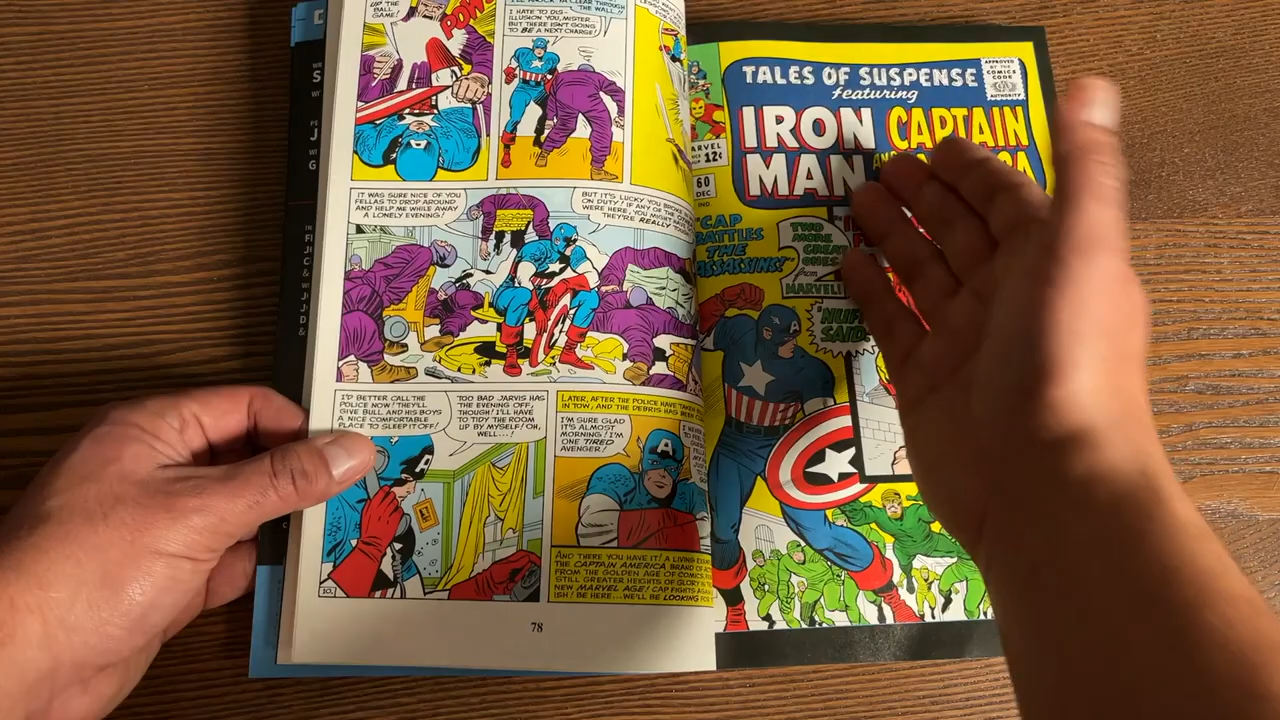 UP THE
BALL
GAME!
POW
WALL!!
I HATE TO DIS-
ILLUSION YOU, MISTER.
BUT THERE ISN'T GOING
TO BE A NEXT CHARGE!
IT WAS SURE NICE OF YOU
FELLAS TO DROP AROUND
AND HELP ME WHILE AWAY
A LONELY EVENING!
BUT IT'S LUCKY YOU
ON DUTY! IF ANY OF THE
WERE HERE, YOU MIGHT
THEY'RE REALLY
I'D BETTER CALL THE
POLICE NOW! THEY'LL
GIVE BULL AND HIS BOYS
A NICE COMFORTABLE
PLACE TO SLEEP IT OFF!
TOO BAD JARVIS HAS
THE EVENING OFF,
THOUGH! I'LL HAVE
TO TIDY THE ROOM
UP BY MYSELF! OH,
WELL...!
10.
LATER, AFTER THE POLICE HAVE TAKEN
IN TOW, AND THE DEBRIS HAS BEEN
I'M SURE GLAD
IT'S ALMOST
MORNING! I'M
ONE TIRED
AVENGER!
AND THERE YOU HAVE IT! A LIVING
THE CAPTAIN AMERICA BRAND OF
FROM THE GOLDEN AGE OF COMICS,
STILL GREATER HEIGHTS OF GLORY IN
NEW MARVEL AGE! CAP FIGHTS
ISH! BE HERE...WE'LL BE LOOKING
78
TALES OF SUSPENSE
featuring
IRON
MAN
AND
CAPTAIN
APPROVED
BY THE
COMICS
CODE
AUTHORITY
12¢
60
DEC
IND.
"CAP
BATTLES
THE
ASSASSINS!"
TWO
MORE
GREAT
ONES
from
MARVEL!
"NUFF
SAID!"
A